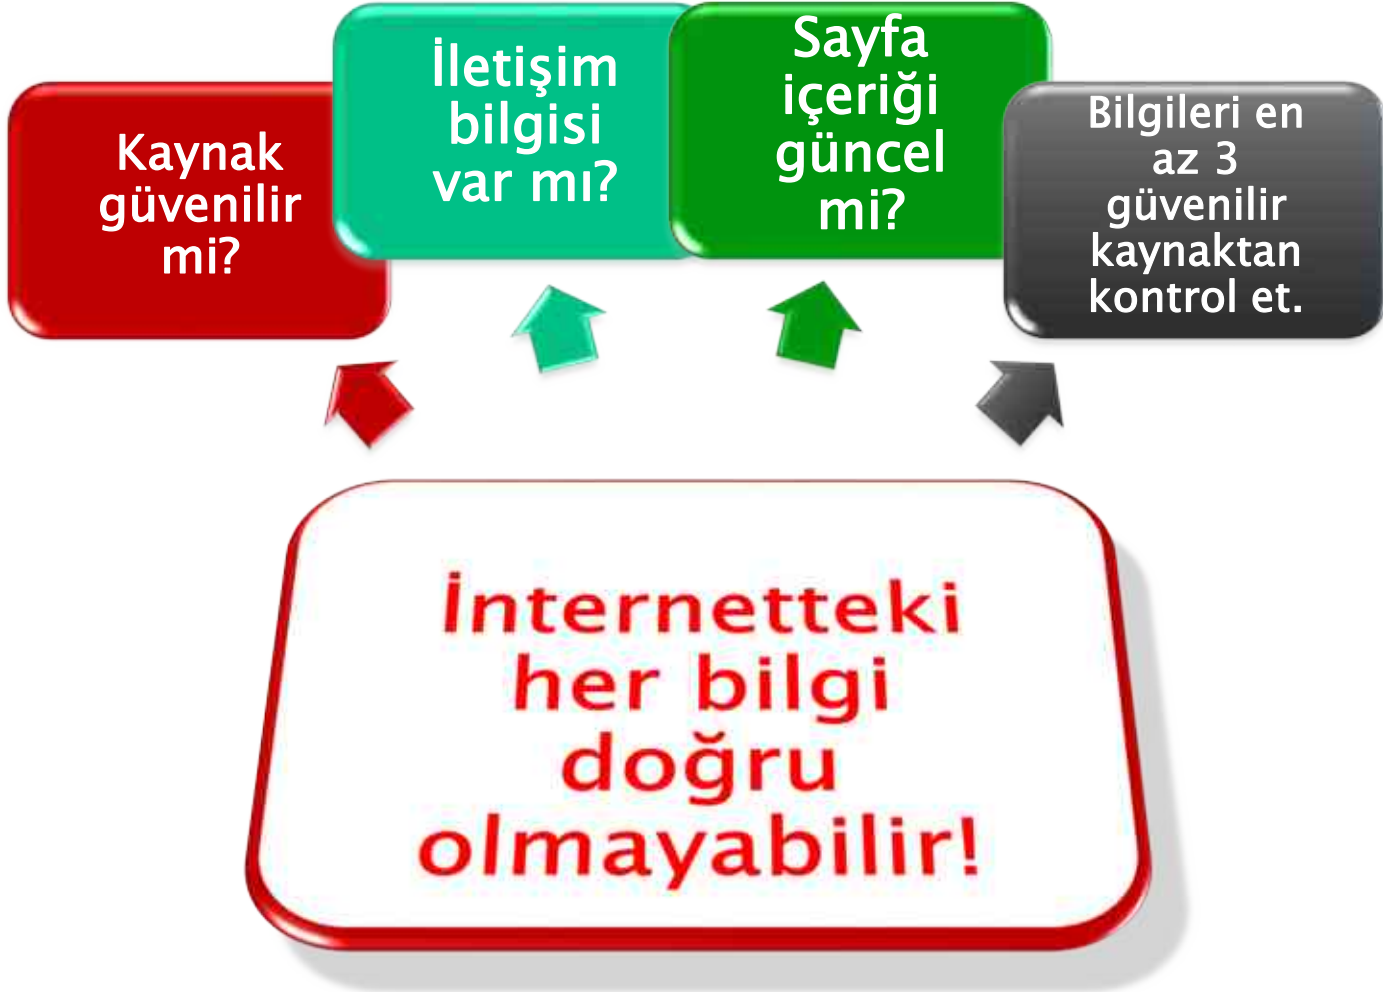 Kaynak
güvenilir
mi?
İletişim
bilgisi
var mı?
Sayfa
içeriği
güncel
mi?
Bilgileri en
az 3
güvenilir
kaynaktan
kontrol et.
İnternetteki
her bilgi
doğru
olmayabilir!